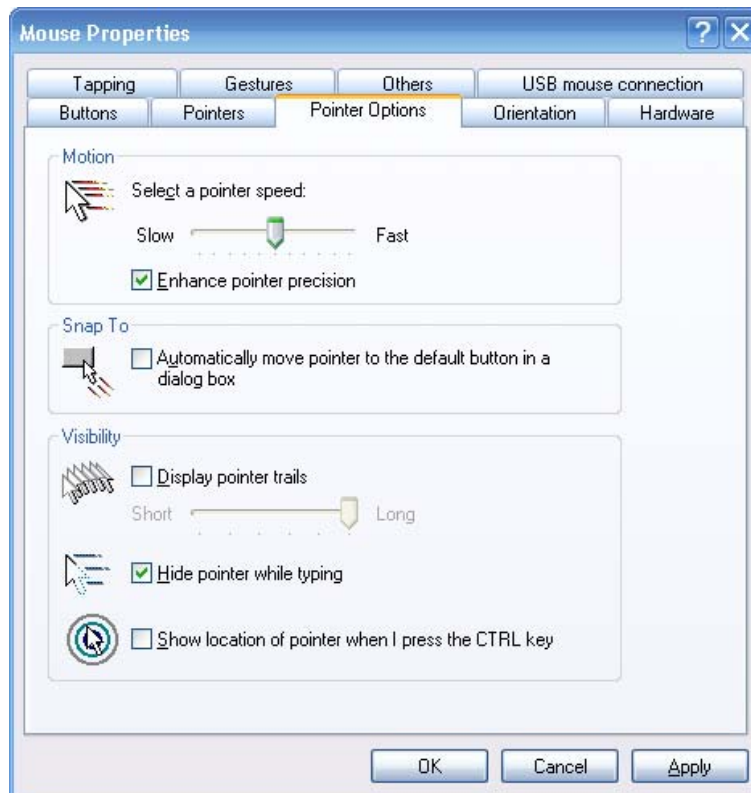 Mouse Properties
Tapping Gestures Others USB mouse connection
Buttons Pointers Pointer Options Orientation Hardware
Motion
Select a pointer speed:
Slow Fast
Enhance pointer precision
Snap To
Automatically move pointer to the default button in a
dialog box
Visibility
Display pointer trails
Short Long
Hide pointer while typing
Show location of pointer when I press the CTRL key
OK Cancel Apply